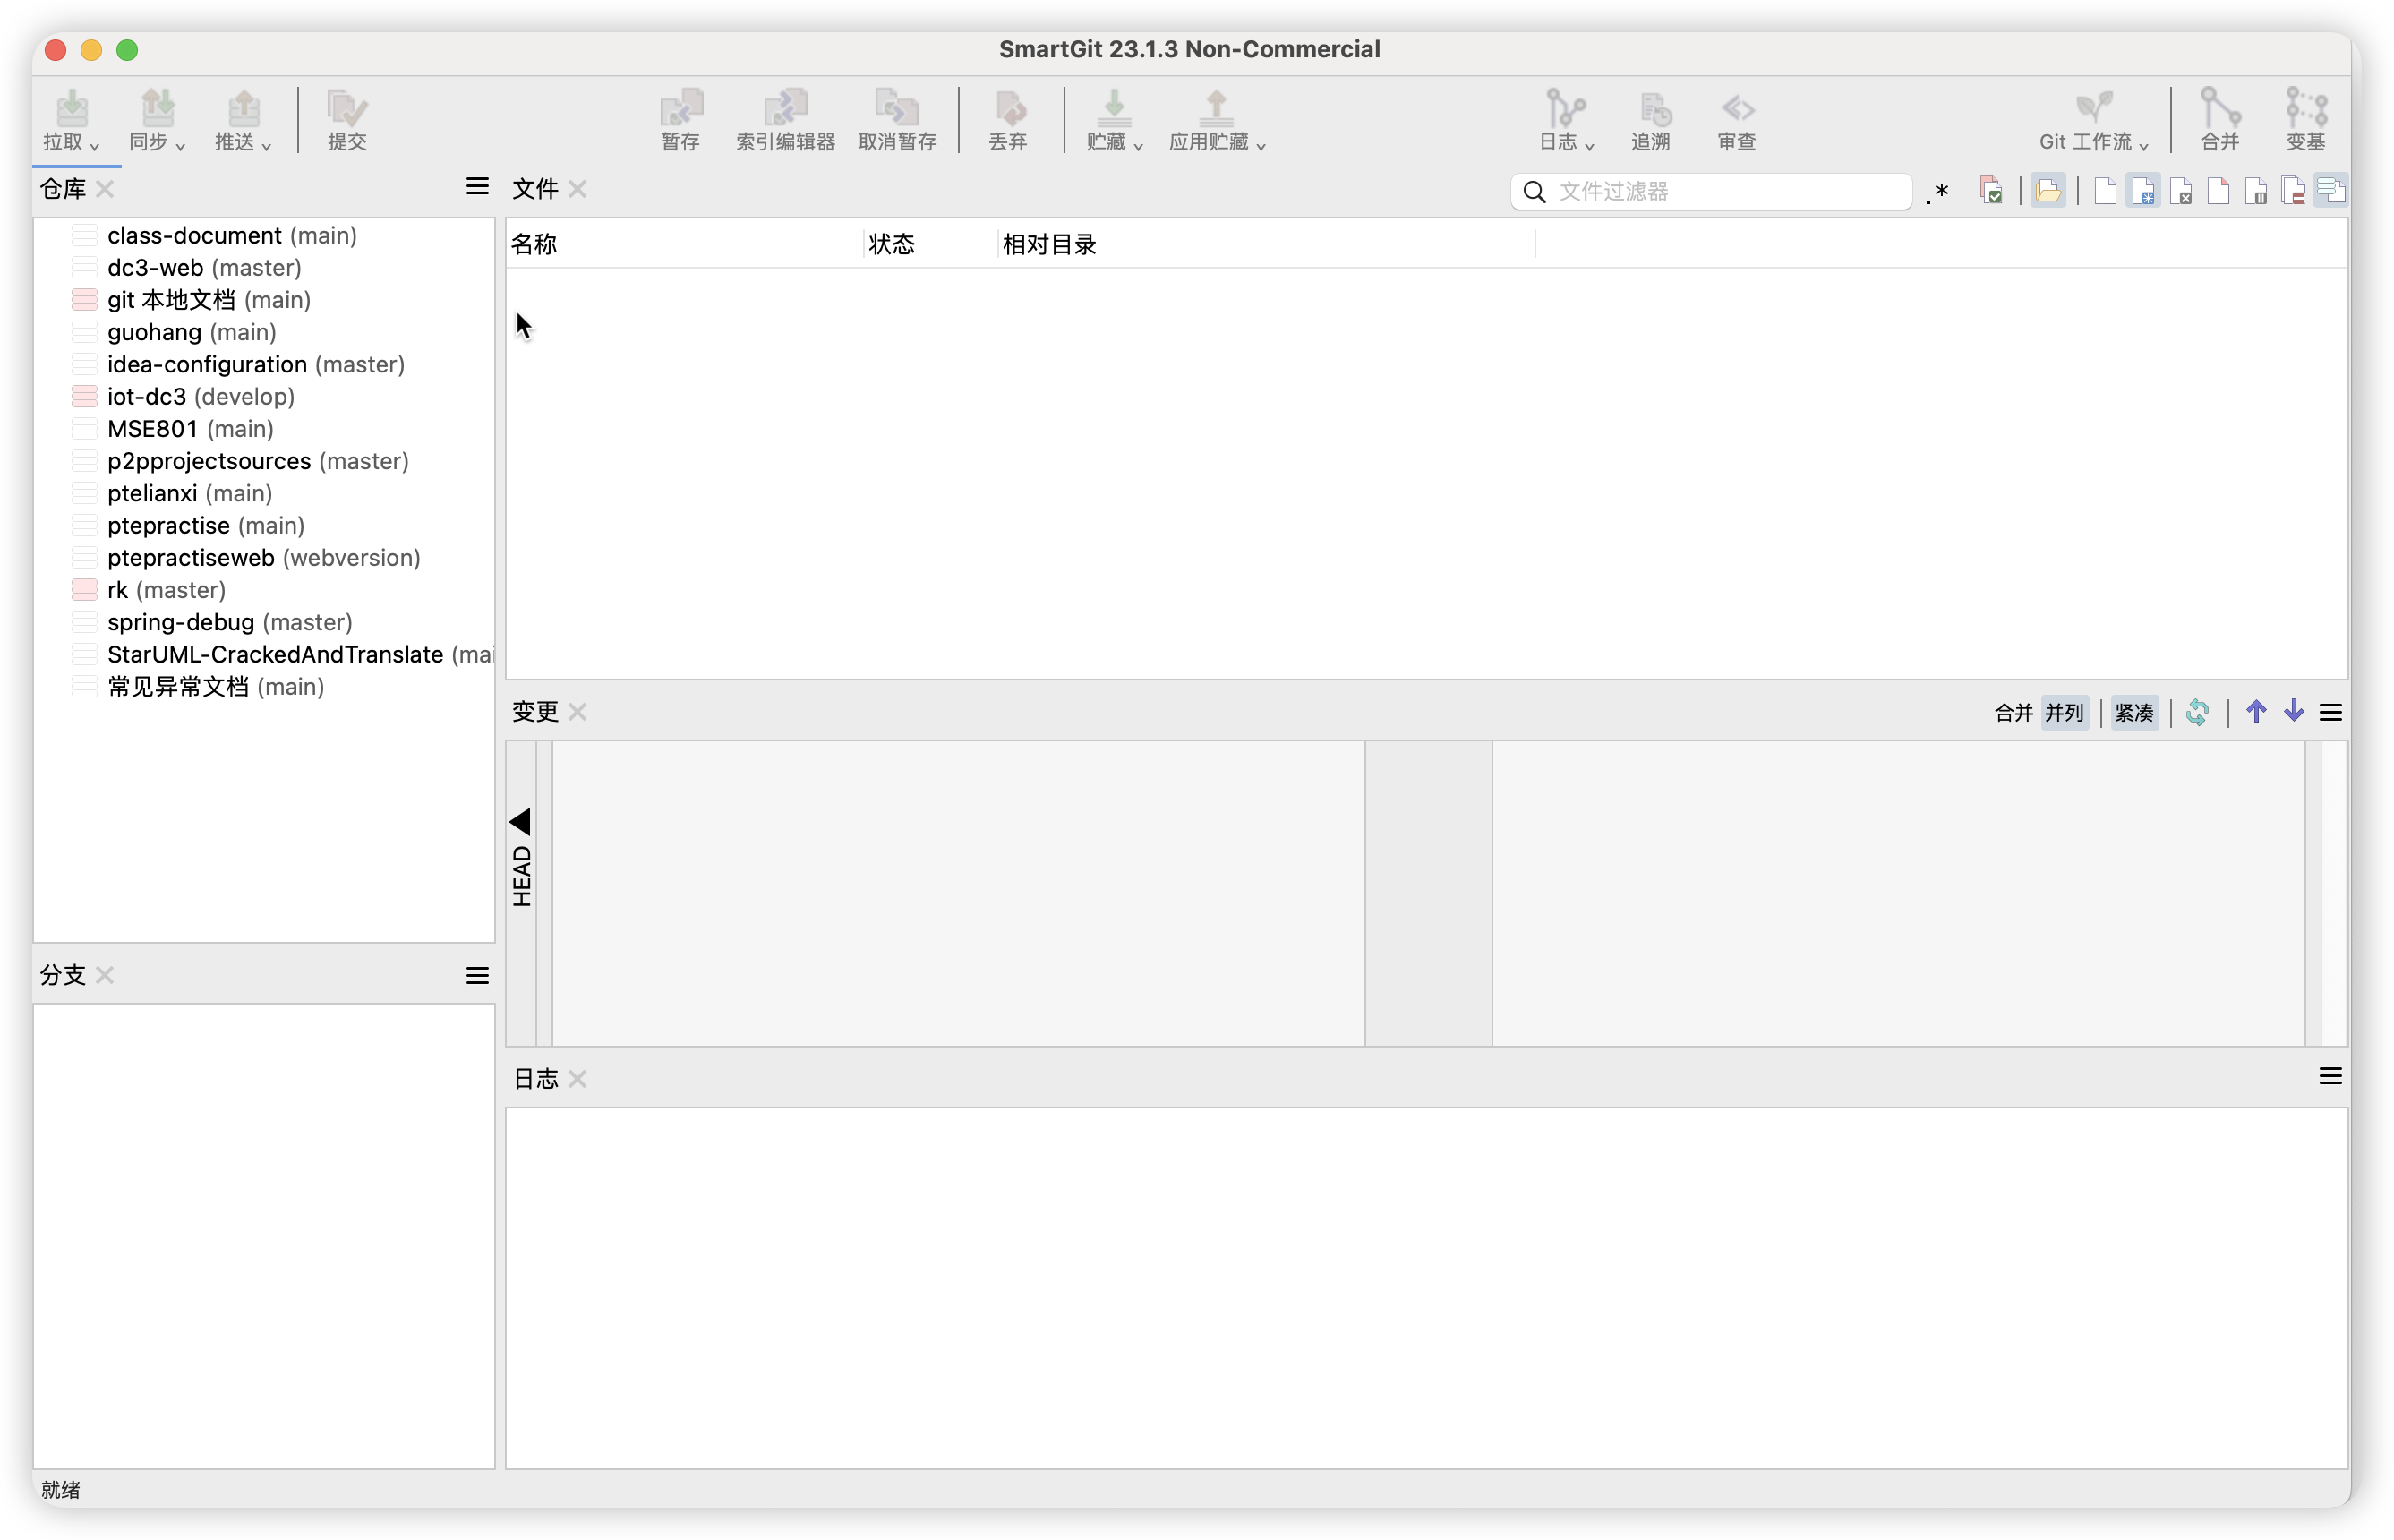 SmartGit 23.1.3 Non-Commercial
拉取 同步 推送 提交 暂存 索引编辑器 取消暂存 丢弃 贮藏 应用贮藏 日志 追溯 审查 Git 工作流 合并 变基
仓库
class-document (main)
dc3-web (master)
git 本地文档 (main)
guohang (main)
idea-configuration (master)
iot-dc3 (develop)
MSE801 (main)
p2pprojectsources (master)
ptelianxi (main)
ptepractise (main)
ptepractiseweb (webversion)
rk (master)
spring-debug (master)
StarUML-CrackedAndTranslate (mai
常见异常文档 (main)
分支
文件
文件过滤器 .*
名称 状态 相对目录
变更
合并 并列 紧凑
HEAD
日志
就绪